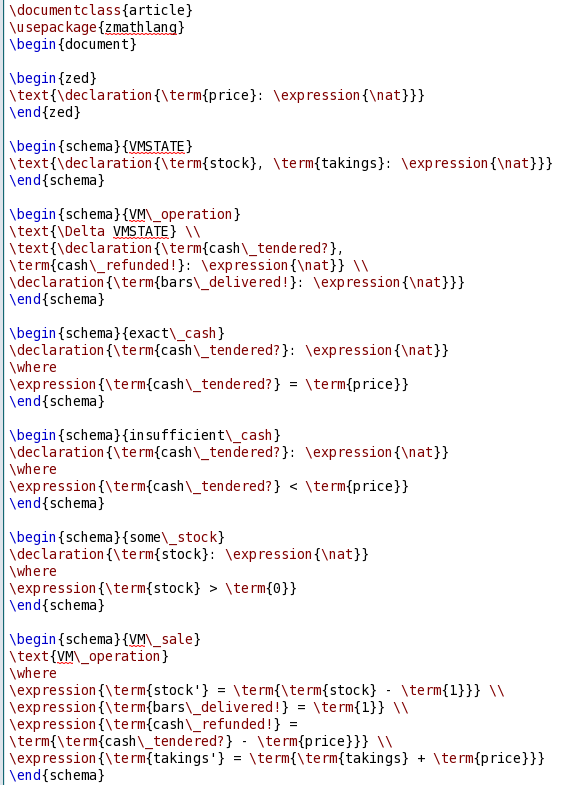 \documentclass{article}
\usepackage{zmathlang}
\begin{document}

\begin{zed}
\text{\declaration{\term{price}: \expression{\nat}}}
\end{zed}

\begin{schema}{VMSTATE}
\text{\declaration{\term{stock}, \term{takings}: \expression{\nat}}}
\end{schema}

\begin{schema}{VM\_operation}
\text{\Delta VMSTATE} \\
\text{\declaration{\term{cash\_tendered?},
\term{cash\_refunded!}: \expression{\nat}} \\
\declaration{\term{bars\_delivered!}: \expression{\nat}}}
\end{schema}

\begin{schema}{exact\_cash}
\declaration{\term{cash\_tendered?}: \expression{\nat}}
\where
\expression{\term{cash\_tendered?} = \term{price}}
\end{schema}

\begin{schema}{insufficient\_cash}
\declaration{\term{cash\_tendered?}: \expression{\nat}}
\where
\expression{\term{cash\_tendered?} < \term{price}}
\end{schema}

\begin{schema}{some\_stock}
\declaration{\term{stock}: \expression{\nat}}
\where
\expression{\term{stock} > \term{0}}
\end{schema}

\begin{schema}{VM\_sale}
\text{VM\_operation}
\where
\expression{\term{stock'} = \term{\term{stock} - \term{1}}} \\
\expression{\term{bars\_delivered!} = \term{1}} \\
\expression{\term{cash\_refunded!} =
\term{\term{cash\_tendered?} - \term{price}}} \\
\expression{\term{takings'} = \term{\term{takings} + \term{price}}}
\end{schema}